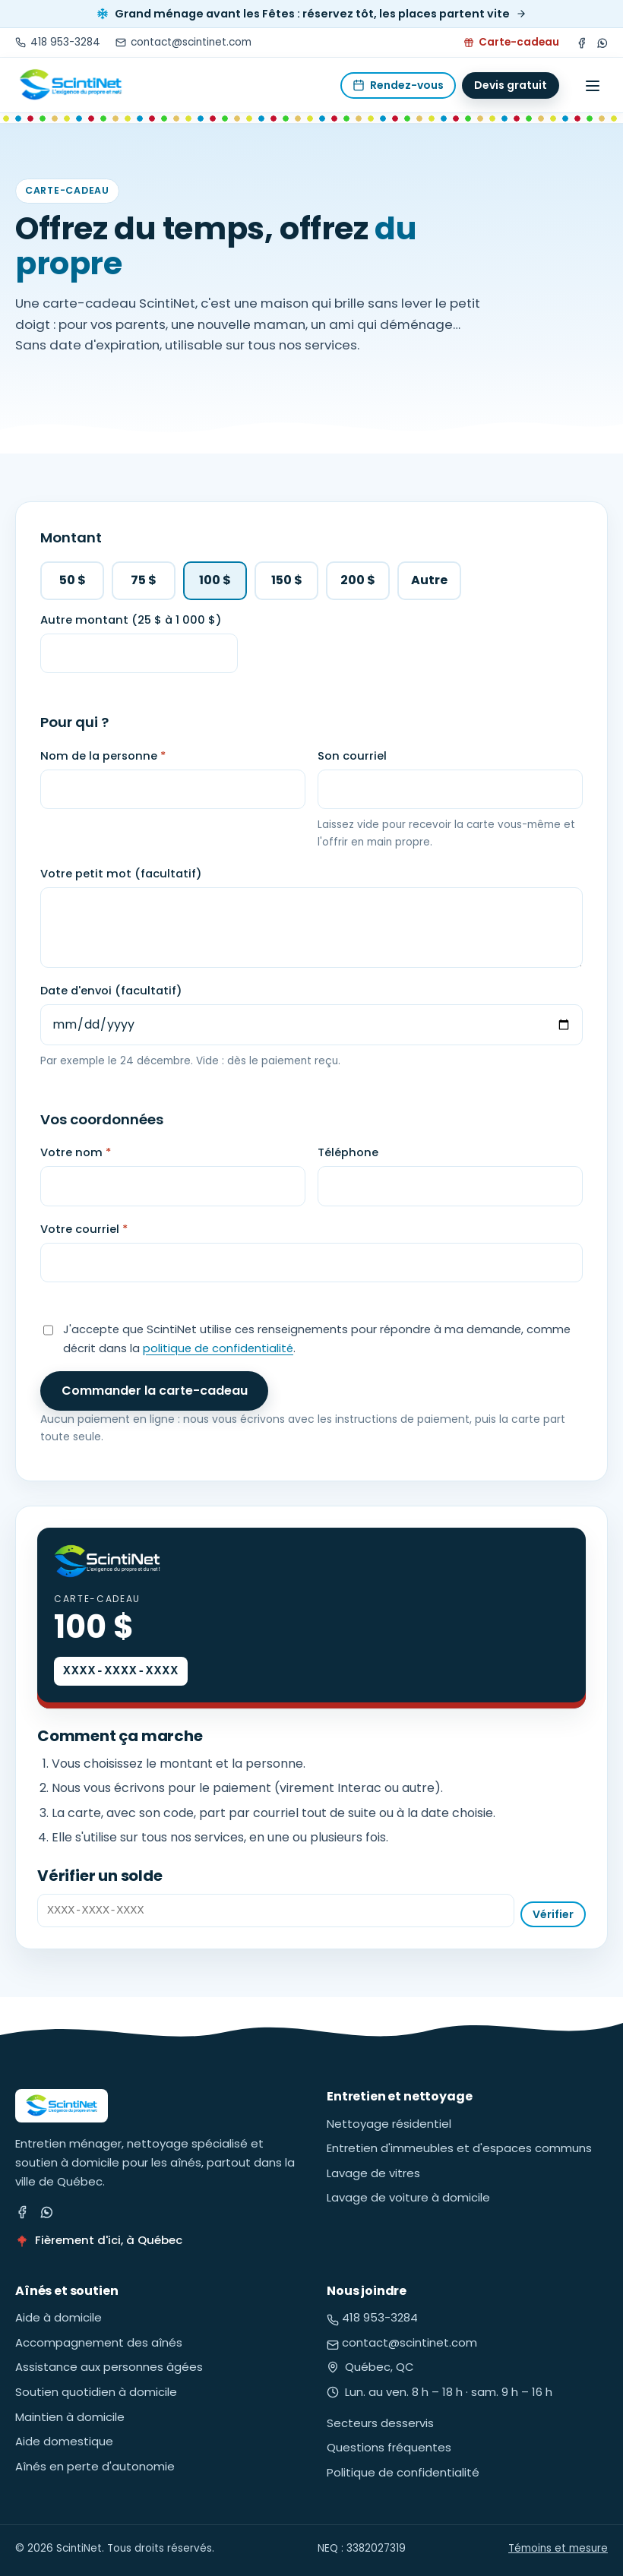 Grand ménage avant les Fêtes : réservez tôt, les places partent vite →
418 953-3284 contact@scintinet.com Carte-cadeau
ScintiNet
L'exigence du propre et du net!
Rendez-vous Devis gratuit
CARTE-CADEAU
Offrez du temps, offrez du
propre
Une carte-cadeau ScintiNet, c'est une maison qui brille sans lever le petit
doigt : pour vos parents, une nouvelle maman, un ami qui déménage…
Sans date d'expiration, utilisable sur tous nos services.
Montant
50 $ 75 $ 100 $ 150 $ 200 $ Autre
Autre montant (25 $ à 1 000 $)
Pour qui ?
Nom de la personne * Son courriel
Laissez vide pour recevoir la carte vous-même et
l'offrir en main propre.
Votre petit mot (facultatif)
Date d'envoi (facultatif)
mm/dd/yyyy
Par exemple le 24 décembre. Vide : dès le paiement reçu.
Vos coordonnées
Votre nom * Téléphone
Votre courriel *
J'accepte que ScintiNet utilise ces renseignements pour répondre à ma demande, comme
décrit dans la politique de confidentialité.
Commander la carte-cadeau
Aucun paiement en ligne : nous vous écrivons avec les instructions de paiement, puis la carte part
toute seule.
ScintiNet
L'exigence du propre et du net!
CARTE-CADEAU
100 $
XXXX-XXXX-XXXX
Comment ça marche
1. Vous choisissez le montant et la personne.
2. Nous vous écrivons pour le paiement (virement Interac ou autre).
3. La carte, avec son code, part par courriel tout de suite ou à la date choisie.
4. Elle s'utilise sur tous nos services, en une ou plusieurs fois.
Vérifier un solde
XXXX-XXXX-XXXX Vérifier
ScintiNet
L'exigence du propre et du net!
Entretien ménager, nettoyage spécialisé et
soutien à domicile pour les aînés, partout dans la
ville de Québec.
Fièrement d'ici, à Québec
Entretien et nettoyage
Nettoyage résidentiel
Entretien d'immeubles et d'espaces communs
Lavage de vitres
Lavage de voiture à domicile
Aînés et soutien
Aide à domicile
Accompagnement des aînés
Assistance aux personnes âgées
Soutien quotidien à domicile
Maintien à domicile
Aide domestique
Aînés en perte d'autonomie
Nous joindre
418 953-3284
contact@scintinet.com
Québec, QC
Lun. au ven. 8 h – 18 h · sam. 9 h – 16 h
Secteurs desservis
Questions fréquentes
Politique de confidentialité
© 2026 ScintiNet. Tous droits réservés. NEQ : 3382027319 Témoins et mesure